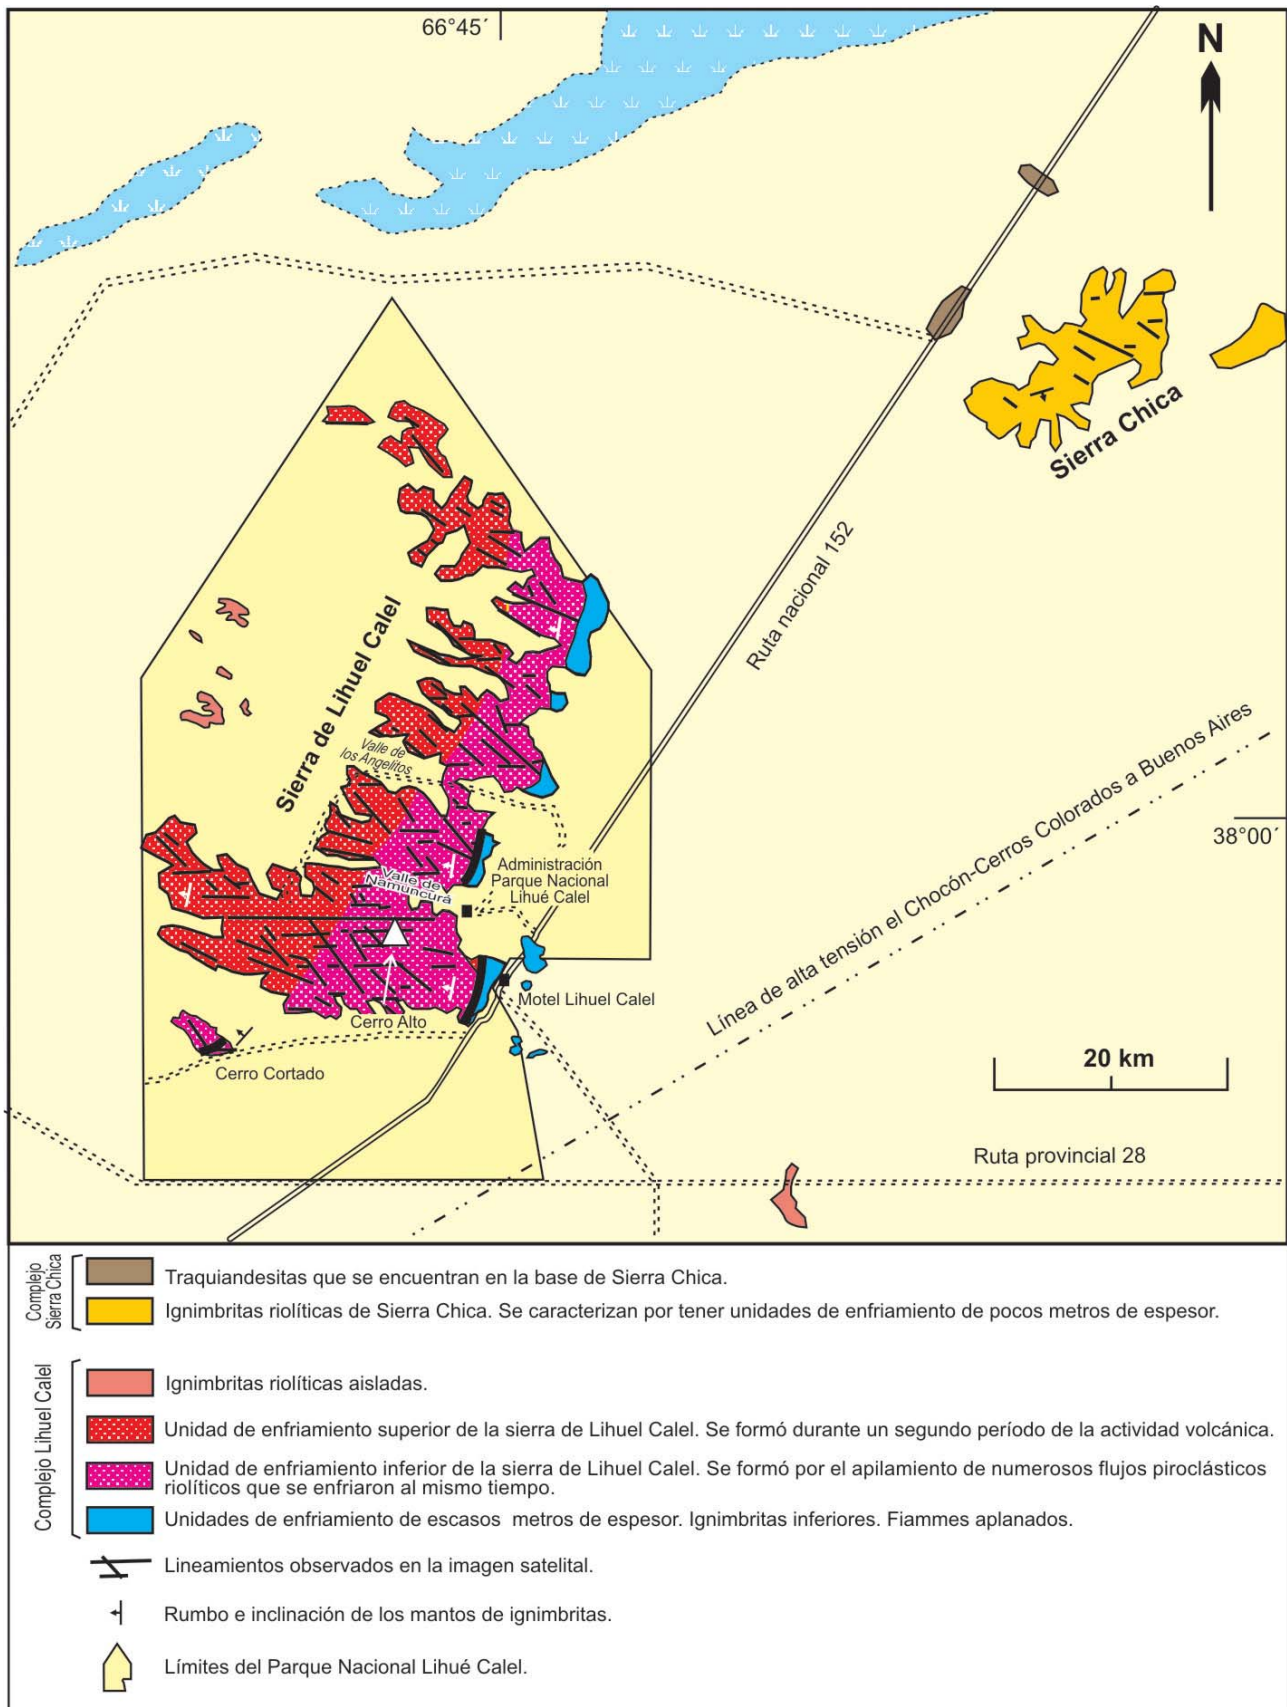 66°45´
N
Sierra Chica
Ruta nacional 152
Sierra de Lihuel Calel
Valle de
los Angelitos
Línea de alta tensión el Chocón-Cerros Colorados a Buenos Aires
38°00´
Administración
Parque Nacional
Lihué Calel
Valle de
Namuncurá
Motel Lihuel Calel
Cerro Alto
Cerro Cortado
20 km
Ruta provincial 28
Complejo
Sierra Chica
Traquiandesitas que se encuentran en la base de Sierra Chica.
Ignimbritas riolíticas de Sierra Chica. Se caracterizan por tener unidades de enfriamiento de pocos metros de espesor.
Complejo Lihuel Calel
Ignimbritas riolíticas aisladas.
Unidad de enfriamiento superior de la sierra de Lihuel Calel. Se formó durante un segundo período de la actividad volcánica.
Unidad de enfriamiento inferior de la sierra de Lihuel Calel. Se formó por el apilamiento de numerosos flujos piroclásticos
riolíticos que se enfriaron al mismo tiempo.
Unidades de enfriamiento de escasos metros de espesor. Ignimbritas inferiores. Fiammes aplanados.
Lineamientos observados en la imagen satelital.
Rumbo e inclinación de los mantos de ignimbritas.
Límites del Parque Nacional Lihué Calel.